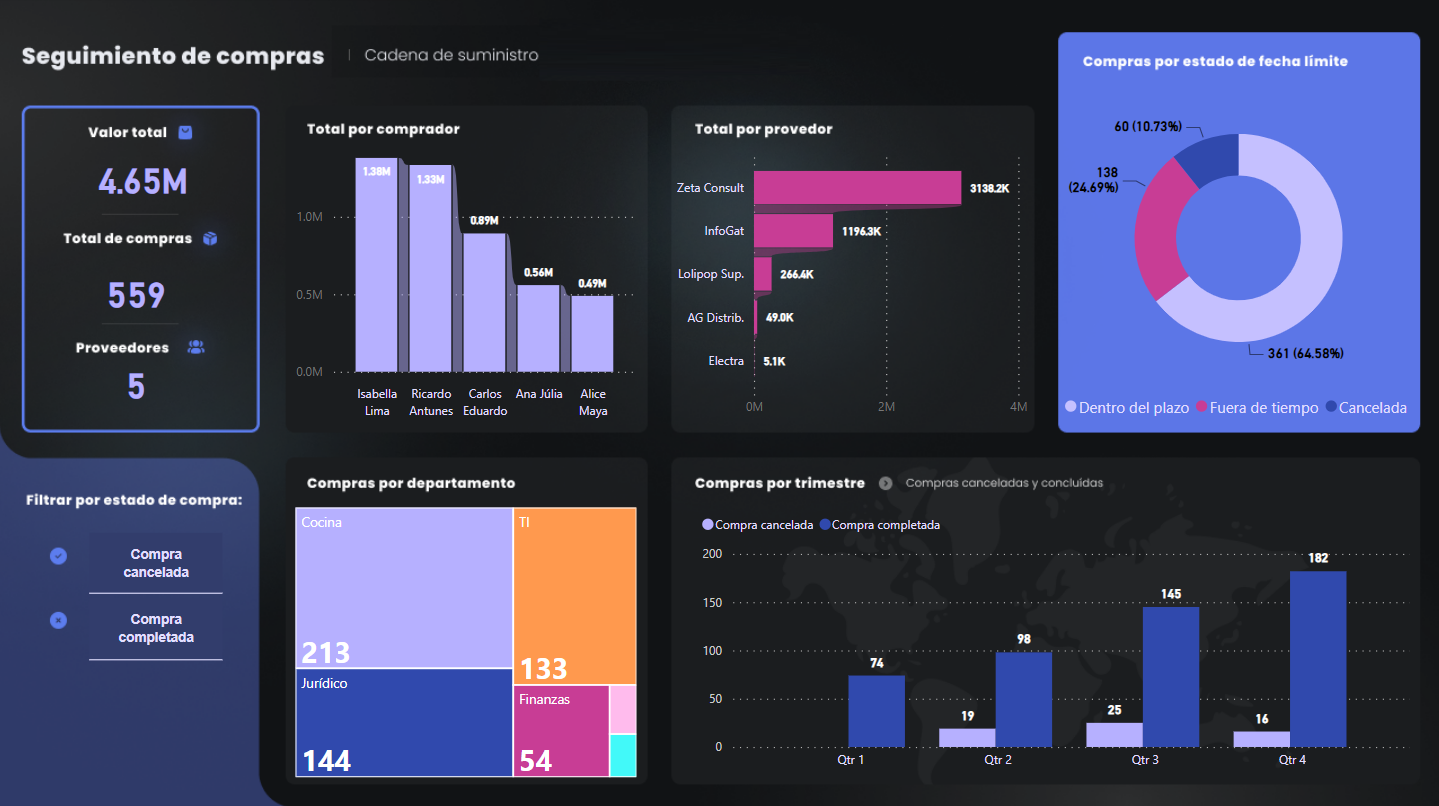 Seguimiento de compras
Cadena de suministro
Valor total
4.65M
Total de compras
559
Proveedores
5
Total por comprador
1.0M
0.5M
0.0M
1.38M
1.33M
0.89M
0.56M
0.49M
Isabella
Lima
Ricardo
Antunes
Carlos
Eduardo
Ana Júlia
Alice
Maya
Total por provedor
Zeta Consult
3138.2K
InfoGat
1196.3K
Lolipop Sup.
266.4K
AG Distrib.
49.0K
Electra
5.1K
0M
2M
4M
Compras por estado de fecha límite
60 (10.73%)
138
(24.69%)
361 (64.58%)
Dentro del plazo
Fuera de tiempo
Cancelada
Filtrar por estado de compra:
Compra
cancelada
Compra
completada
Compras por departamento
Cocina
213
TI
133
Jurídico
144
Finanzas
54
Compras por trimestre
Compras canceladas y concluídas
Compra cancelada
Compra completada
200
150
100
50
0
74
19
98
25
145
16
182
Qtr 1
Qtr 2
Qtr 3
Qtr 4